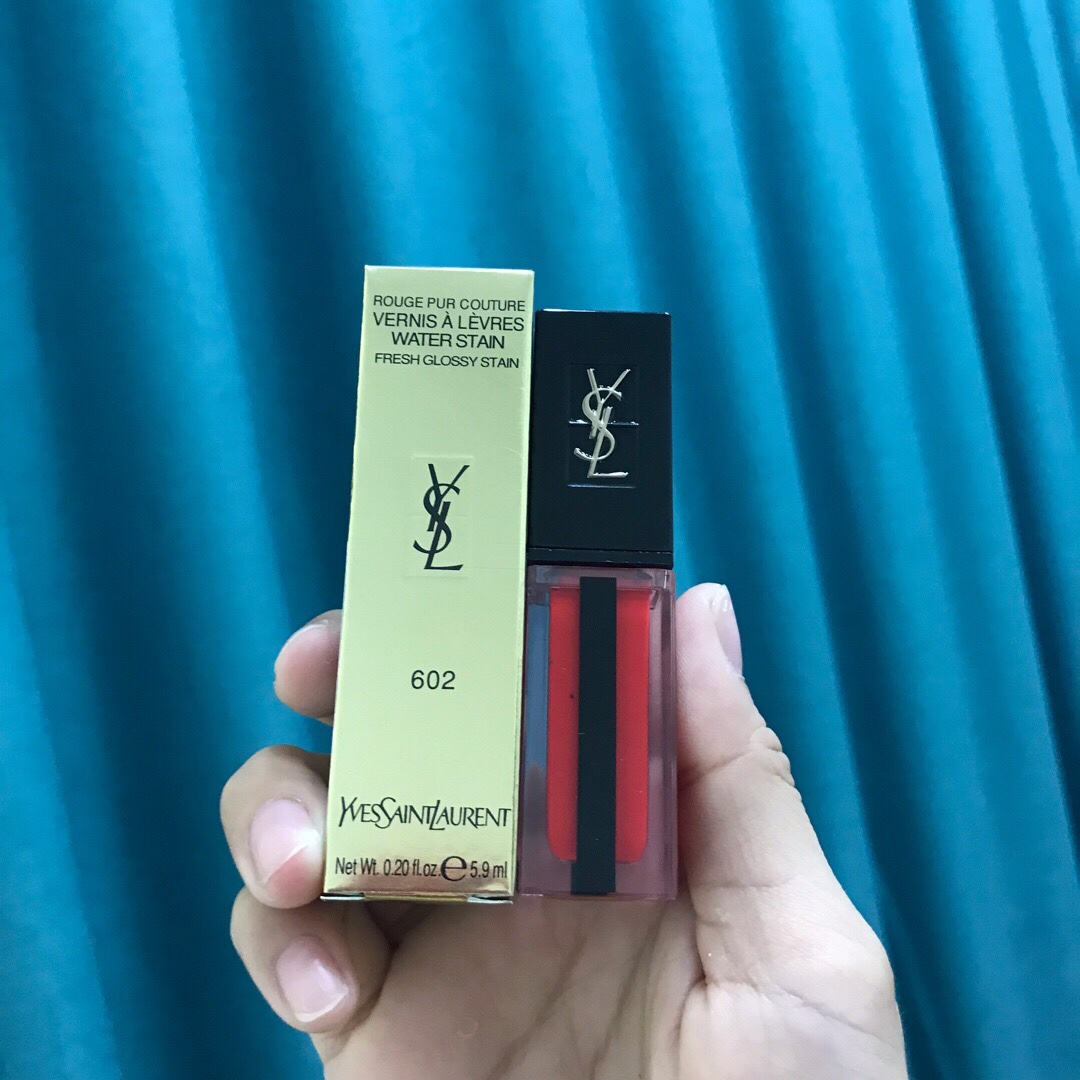 ROUGE PUR COUTURE
VERNIS À LÈVRES
WATER STAIN
FRESH GLOSSY STAIN
YSL
602
YVESSAINTLAURENT
Net Wt. 0.20 fl.oz.℮ 5.9 ml
YSL